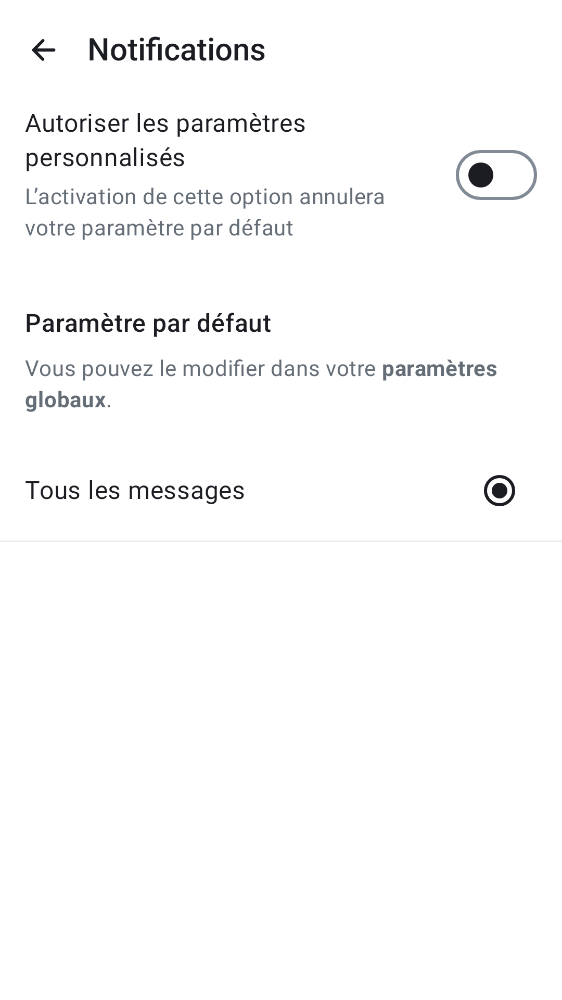 Notifications
Autoriser les paramètres
personnalisés
L’activation de cette option annulera
votre paramètre par défaut
Paramètre par défaut
Vous pouvez le modifier dans votre paramètres
globaux.
Tous les messages